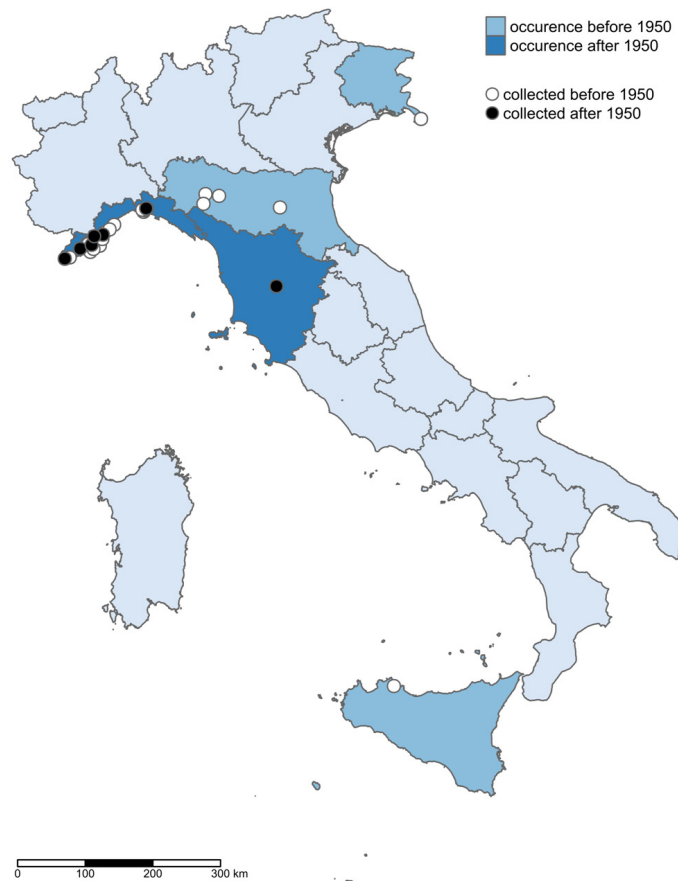 occurence before 1950
occurence after 1950
collected before 1950
collected after 1950
0 100 200 300 km